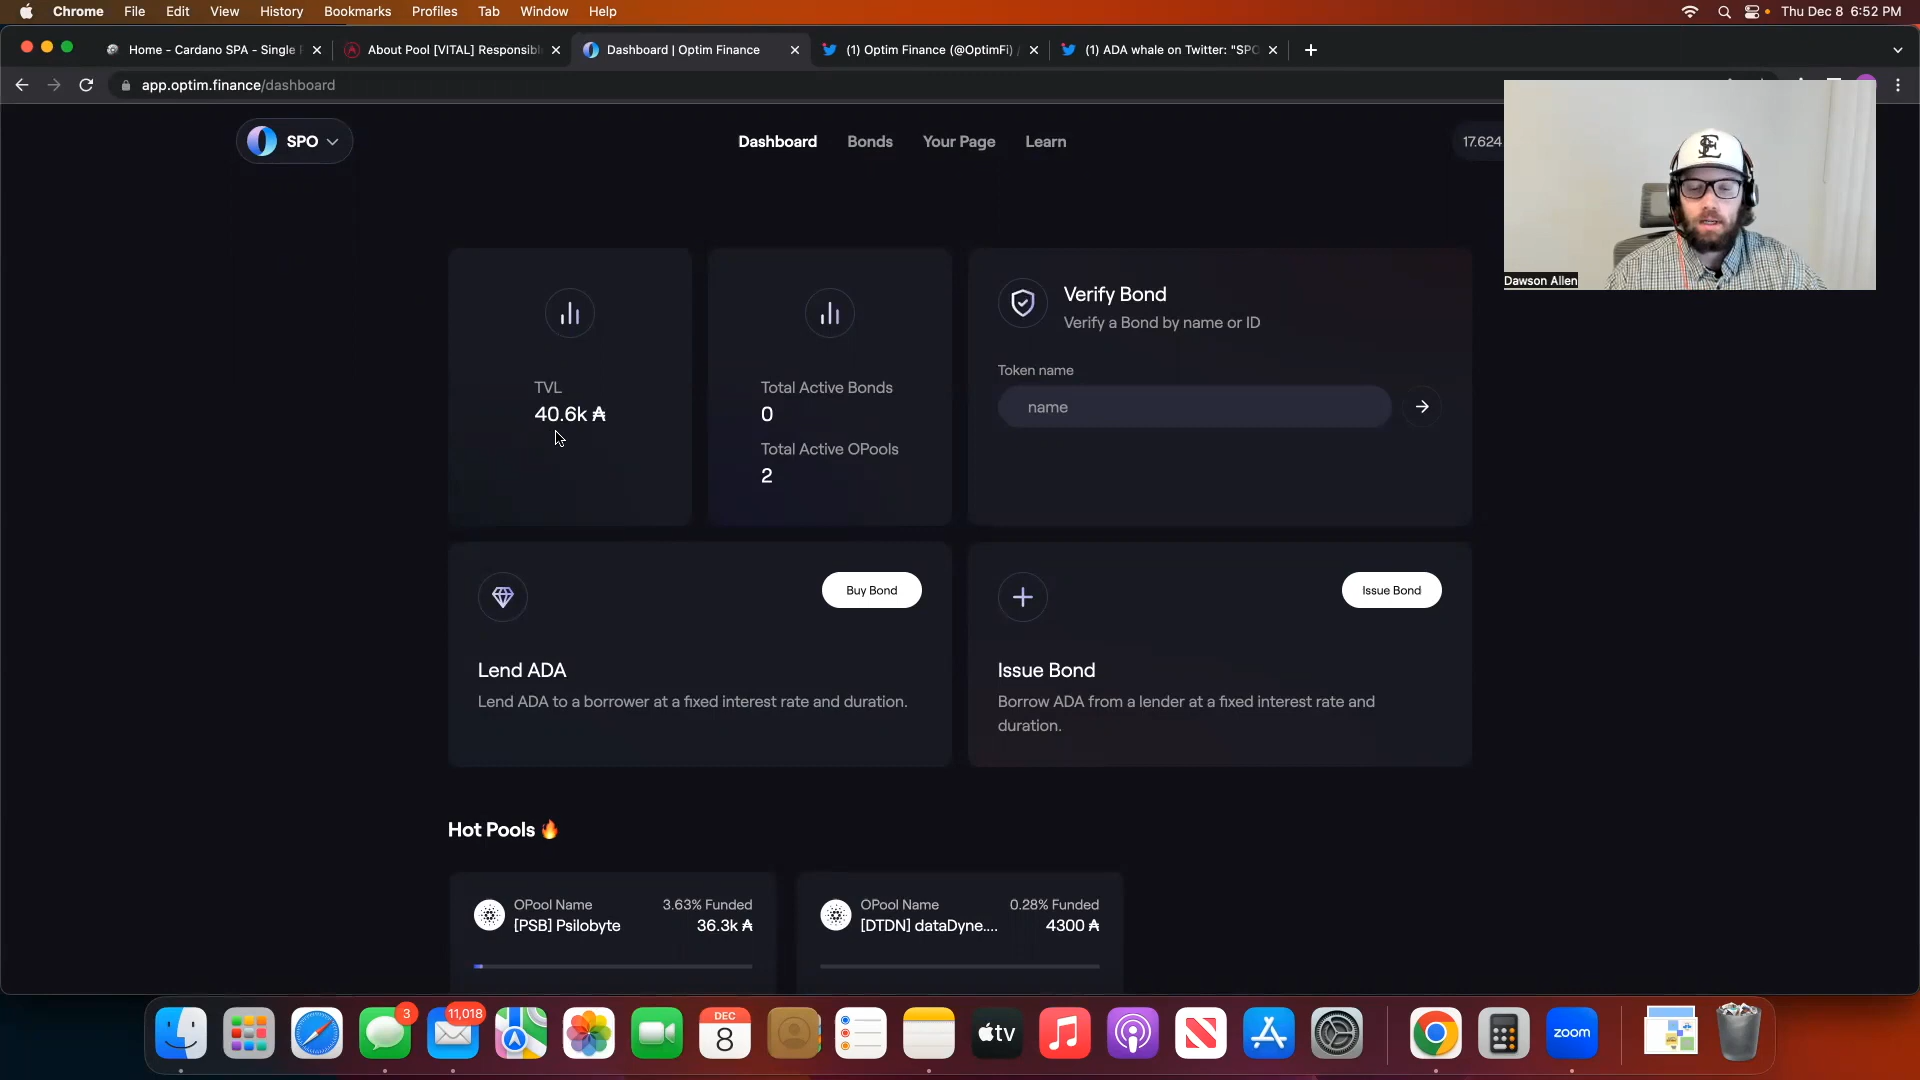 Chrome File Edit View History Bookmarks Profiles Tab Window Help
Thu Dec 8 6:52 PM
Home - Cardano SPA - Single
About Pool [VITAL] Responsibl
Dashboard | Optim Finance
(1) Optim Finance (@OptimFi) /
(1) ADA whale on Twitter: "SPO
app.optim.finance/dashboard
SPO
Dashboard Bonds Your Page Learn
17.624
Dawson Allen
TVL
40.6k ₳
Total Active Bonds
0
Total Active OPools
2
Verify Bond
Verify a Bond by name or ID
Token name
name
Buy Bond
Lend ADA
Lend ADA to a borrower at a fixed interest rate and duration.
Issue Bond
Issue Bond
Borrow ADA from a lender at a fixed interest rate and
duration.
Hot Pools 🔥
OPool Name 3.63% Funded
[PSB] Psilobyte 36.3k ₳
OPool Name 0.28% Funded
[DTDN] dataDyne.... 4300 ₳
3
11,018
DEC
8
tv
zoom